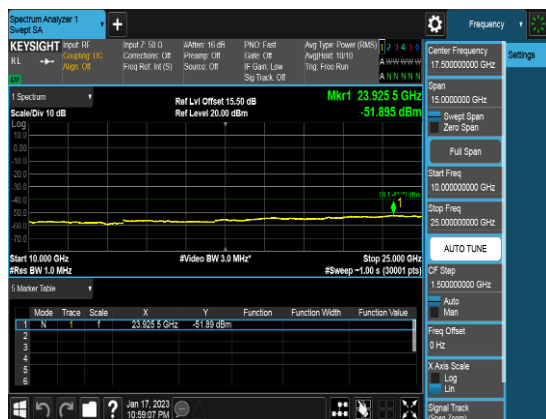 Spectrum Analyzer 1
Swept SA
+
Frequency
KEYSIGHT Input: RF Input Z: 50 Ω #Atten: 16 dB PNO: Fast Avg Type: Power (RMS) 1 2 3 4 5 6
RL Coupling: DC Corrections: Off Preamp: Off Gate: Off Avg|Hold: 10/10 A W W W W W
Align: Off Freq Ref: Int (S) Source: Off IF Gain: Low Trig: Free Run
Sig Track: Off A N N N N N
Center Frequency
17.500000000 GHz
Settings
Span
15.0000000 GHz
Swept Span
Zero Span
Full Span
Start Freq
10.000000000 GHz
Stop Freq
25.000000000 GHz
AUTO TUNE
CF Step
1.500000000 GHz
Auto
Man
Freq Offset
0 Hz
X Axis Scale
Log
Lin
Signal Track
(Span Zoom)
1 Spectrum
Scale/Div 10 dB
Ref Lvl Offset 15.50 dB
Ref Level 20.00 dBm
Mkr1 23.925 5 GHz
-51.895 dBm
Log
10.0
0.00
-10.0
-20.0
-30.0
-40.0
-50.0
-60.0
-70.0
1
Start 10.000 GHz
#Res BW 1.0 MHz
#Video BW 3.0 MHz*
Stop 25.000 GHz
#Sweep ~1.00 s (30001 pts)
5 Marker Table
Mode Trace Scale X Y Function Function Width Function Value
1 N 1 f 23.925 5 GHz -51.89 dBm
2
3
4
5
6
?
Jan 17, 2023
10:59:07 PM